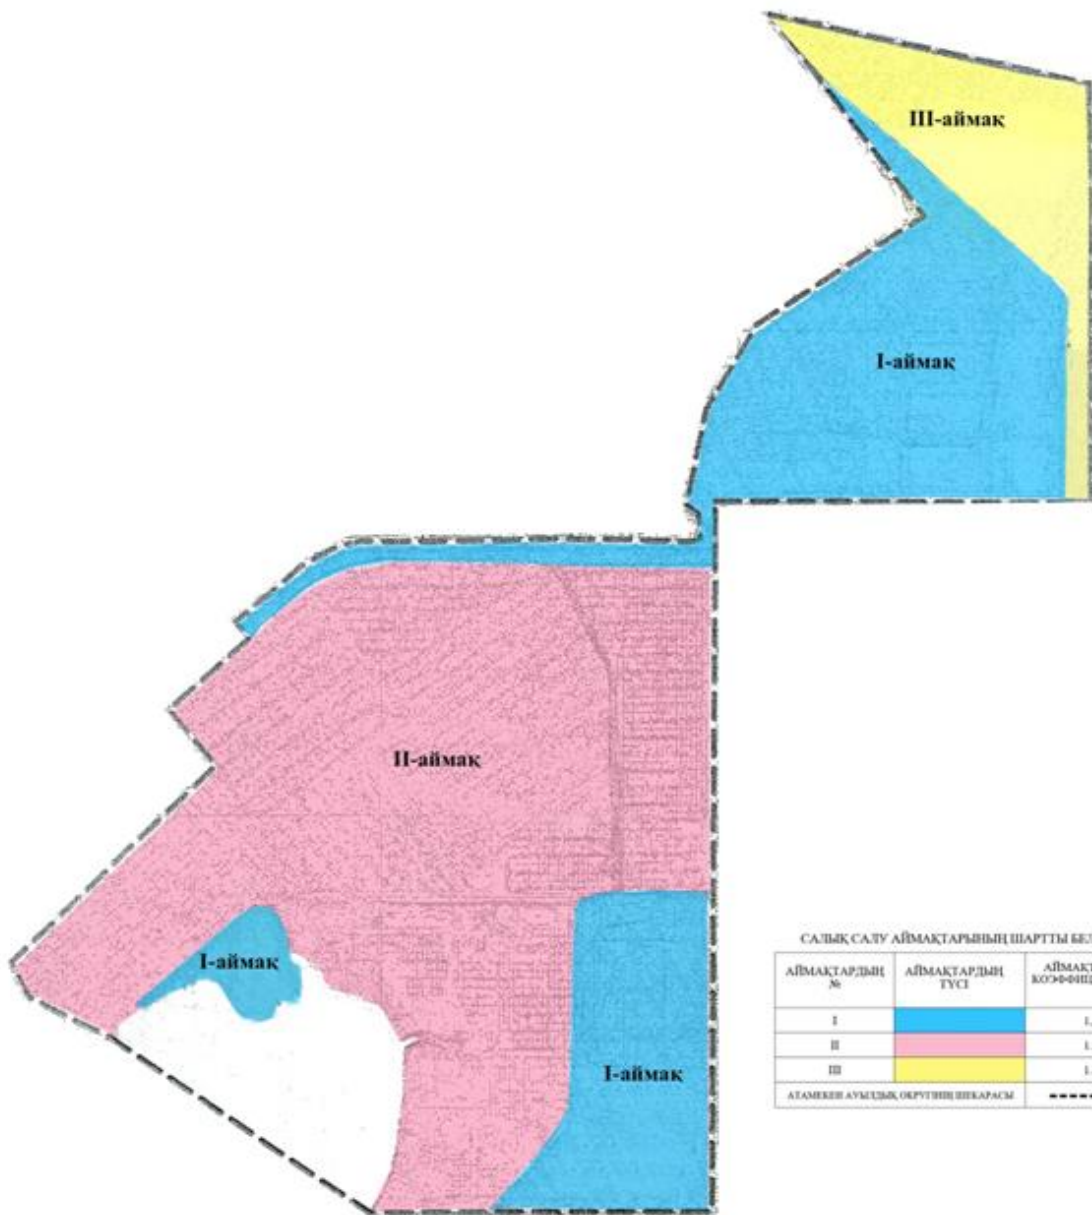 III-аймақ
I-аймақ
II-аймақ
I-аймақ
I-аймақ
САЛЫҚ САЛУ АЙМАҚТАРЫНЫҢ ШАРТТЫ
АЙМАҚТАРДЫҢ №
АЙМАҚТАРДЫҢ ТҮСІ
I
II
III
АТАМЕКЕН АУЫЛДЫҚ ОКРУГІНІҢ ШЕКАРАСЫ